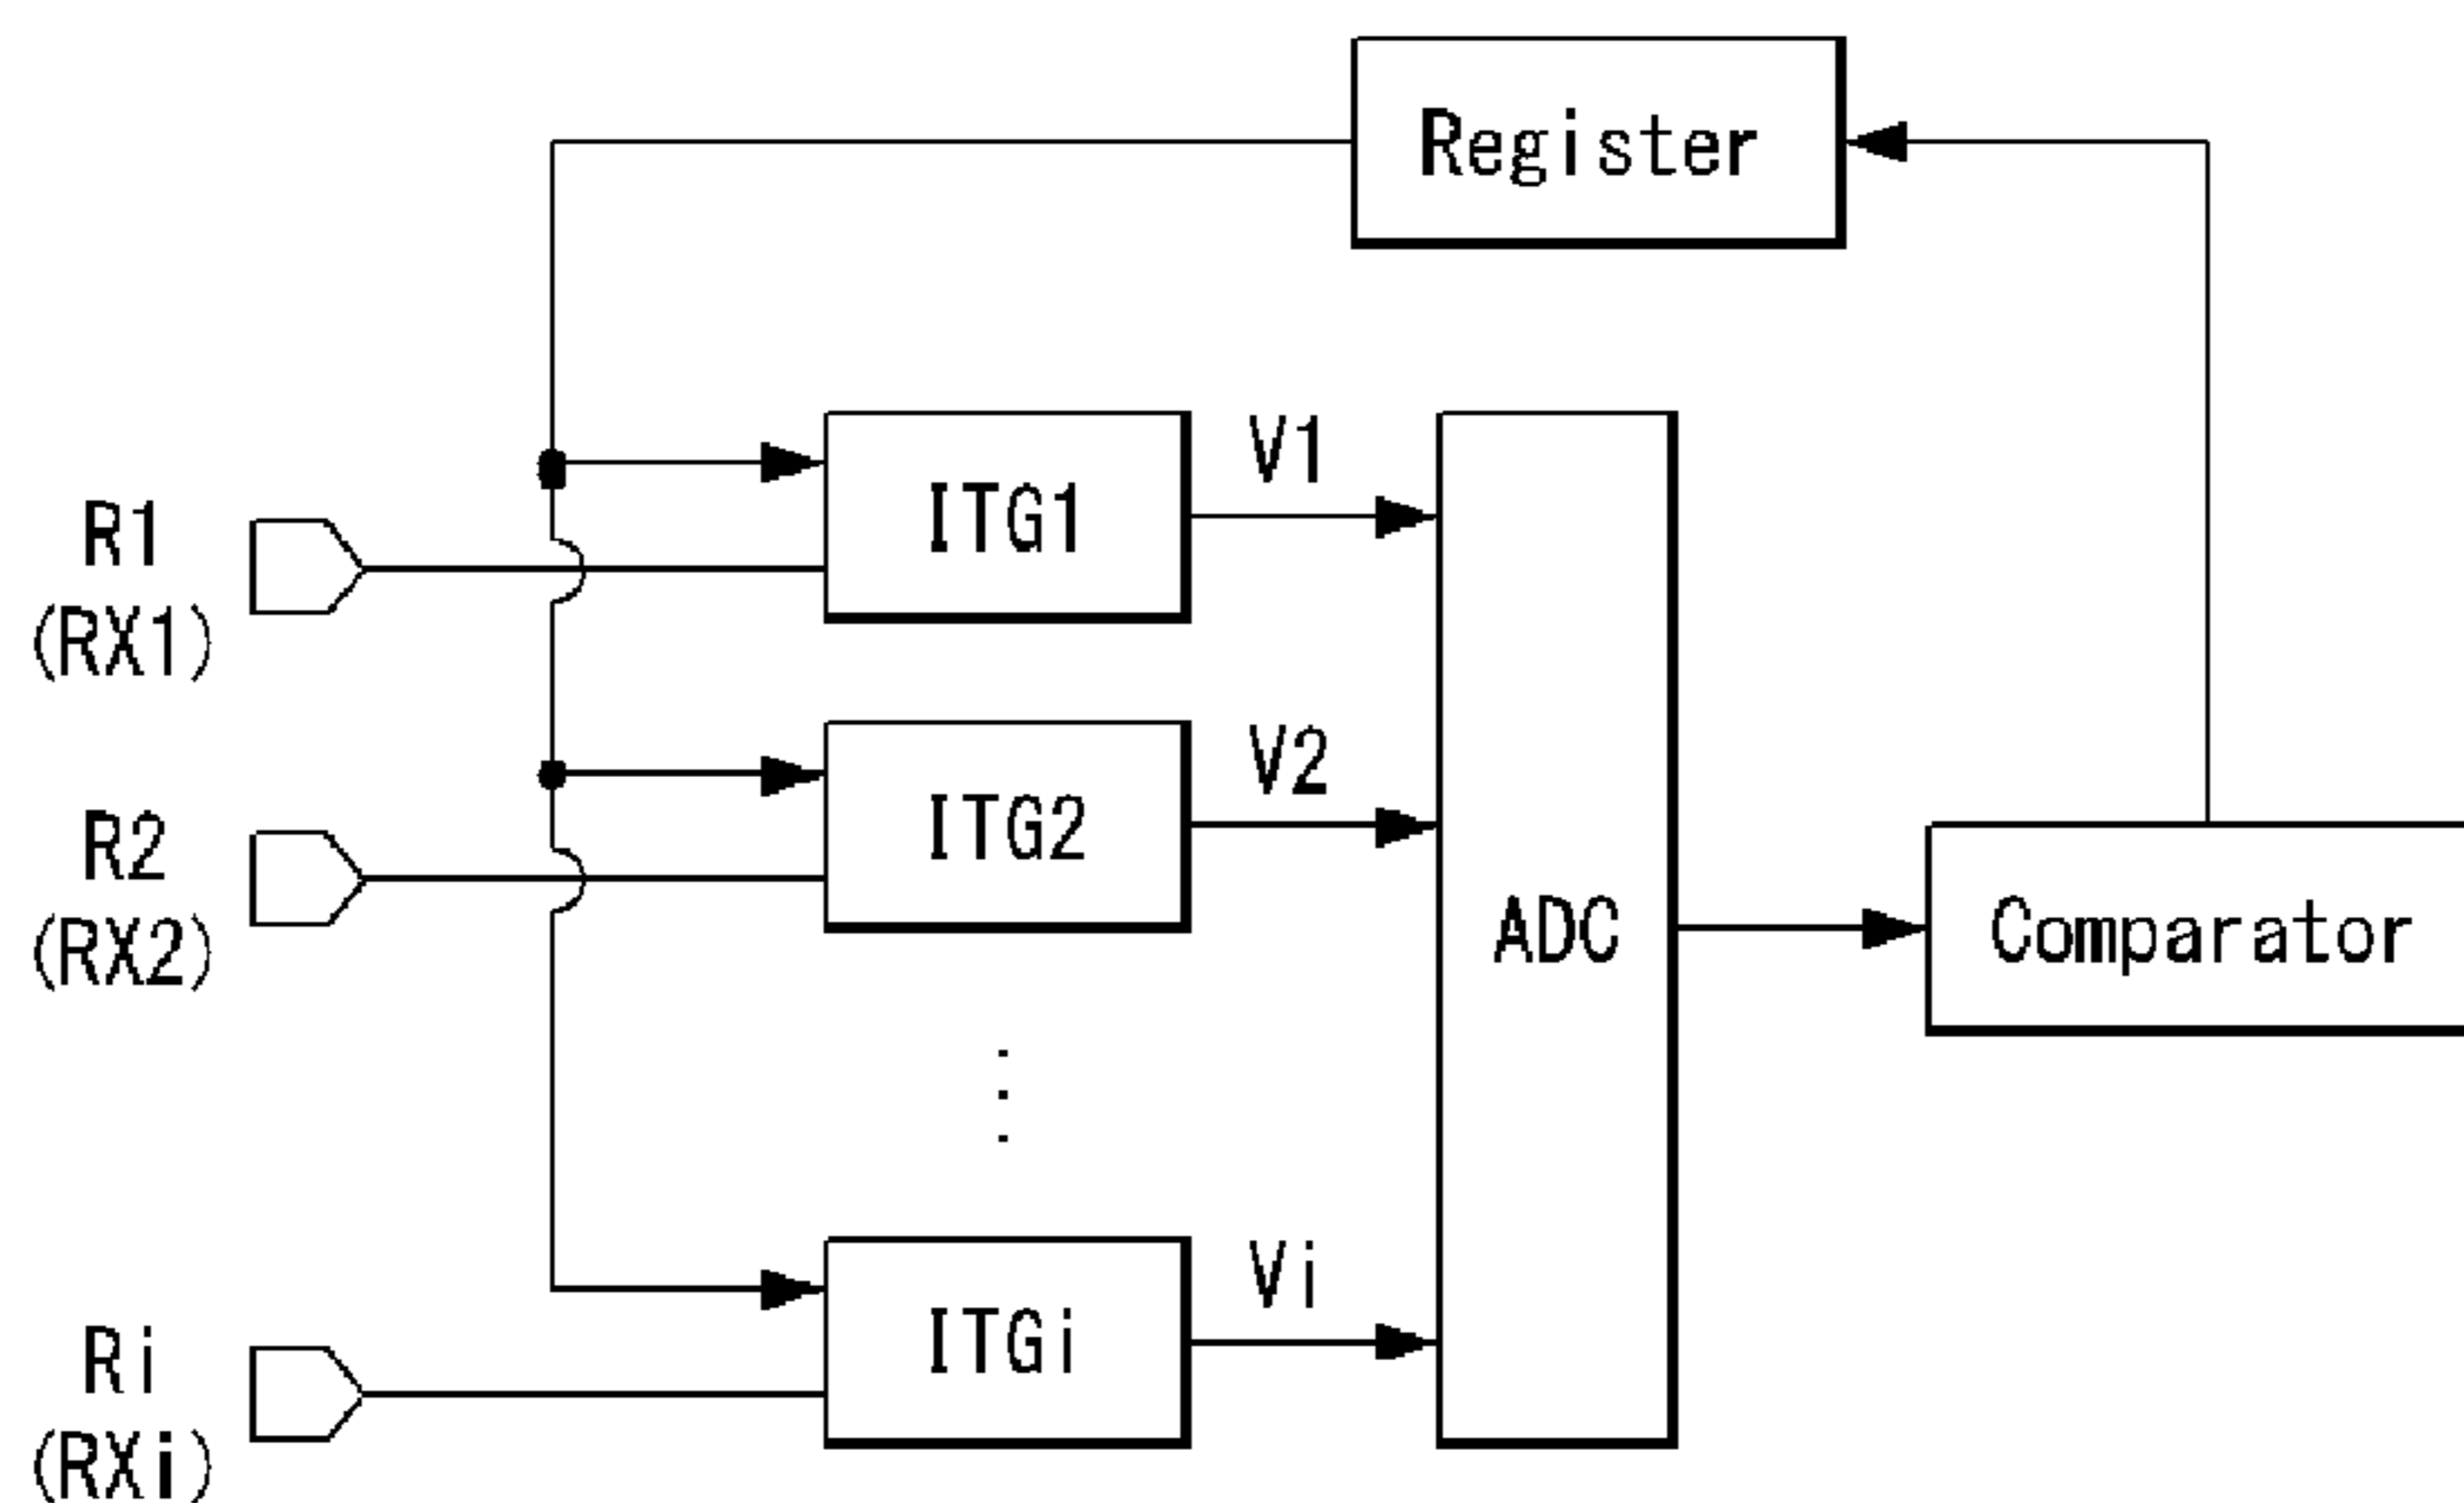 Register
R1
(RX1)
ITG1
V1
R2
(RX2)
ITG2
V2
ADC
Comparator
Ri
(RXi)
ITGi
Vi